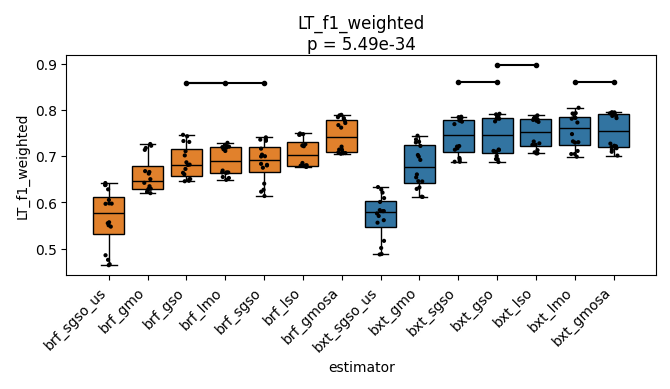 LT_f1_weighted
p = 5.49e-34
LT_f1_weighted
0.9
0.8
0.7
0.6
0.5
brf_sgso_us
brf_gmo
brf_gso
brf_lmo
brf_sgso
brf_lso
brf_gmosa
bxt_sgso_us
bxt_gmo
bxt_sgso
bxt_gso
bxt_lso
bxt_lmo
bxt_gmosa
estimator